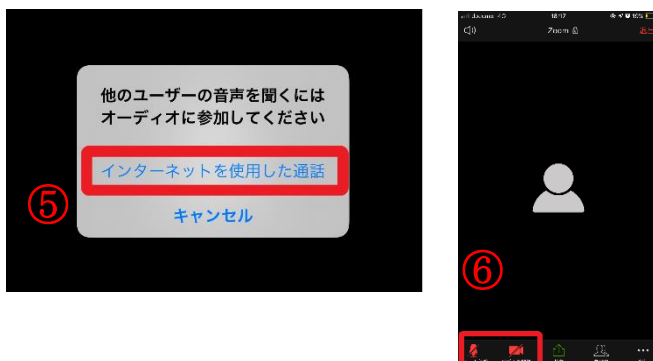 他のユーザーの音声を聞くには
オーディオに参加してください
インターネットを使用した通話
キャンセル
⑤
18:17
Zoom
⑥